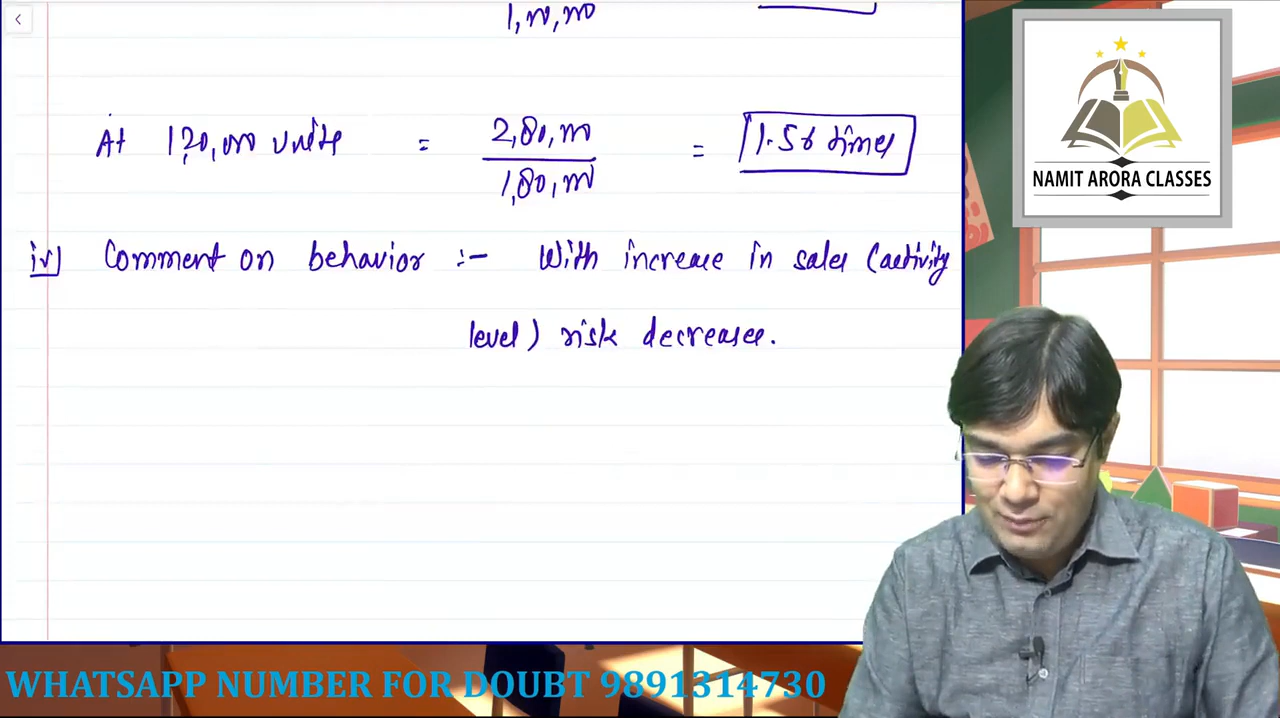 1,00,000
At 1,20,000 units = 2,80,000 / 1,80,000 = 1.56 times
iv) Comment on behavior :- With increase in sales (activity
level) risk decreases.
NAMIT ARORA CLASSES
WHATSAPP NUMBER FOR DOUBT 9891314730